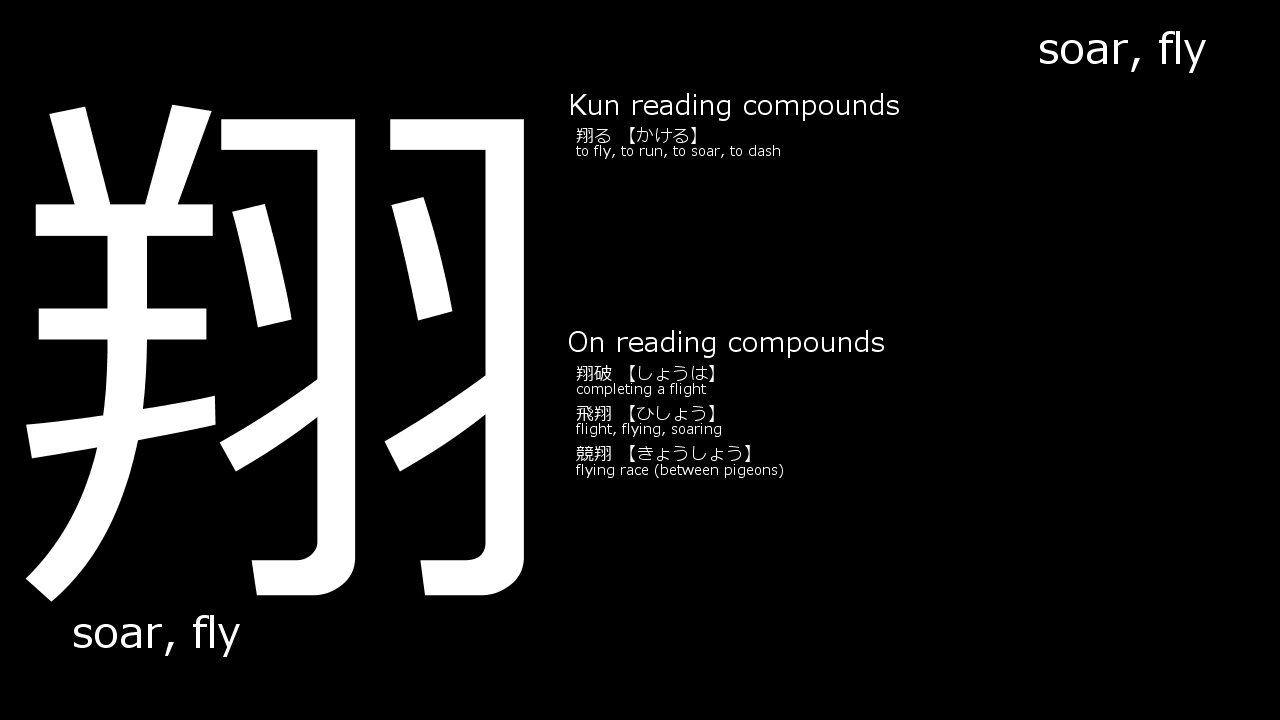 soar, fly
翔
Kun reading compounds
翔る 【かける】
to fly, to run, to soar, to dash
On reading compounds
翔破 【しょうは】
completing a flight
飛翔 【ひしょう】
flight, flying, soaring
競翔 【きょうしょう】
flying race (between pigeons)
soar, fly